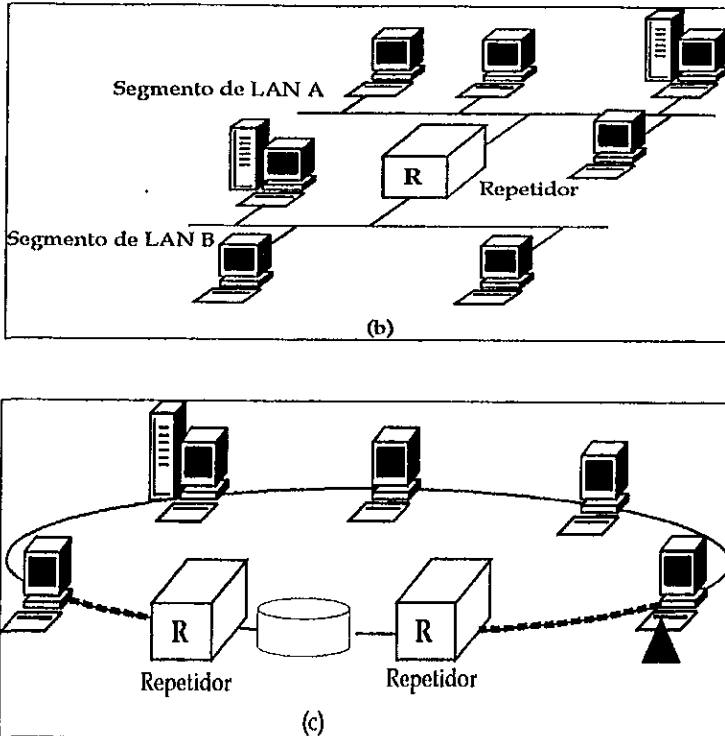 Segmento de LAN A
R
Repetidor
Segmento de LAN B
(b)
R
R
Repetidor
Repetidor
(c)